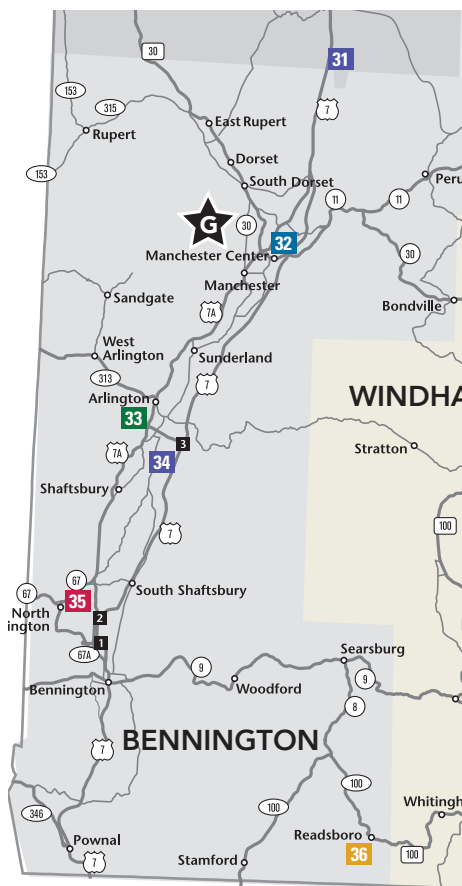 30
31
153
7
315
East Rupert
Rupert
Dorset
153
South Dorset
Peru
11
11
G
30
32
Manchester Center
30
Manchester
Sandgate
Bondville
7A
West
Arlington
Sunderland
313
7
Arlington
WINDHA
33
3
7A
Stratton
34
Shaftsbury
100
7
67
67
South Shaftsbury
35
North
ington
2
1
67A
Searsburg
9
9
Bennington
Woodford
8
7
BENNINGTON
100
100
346
Whitingh
Readsboro
Pownal
36
100
7
Stamford